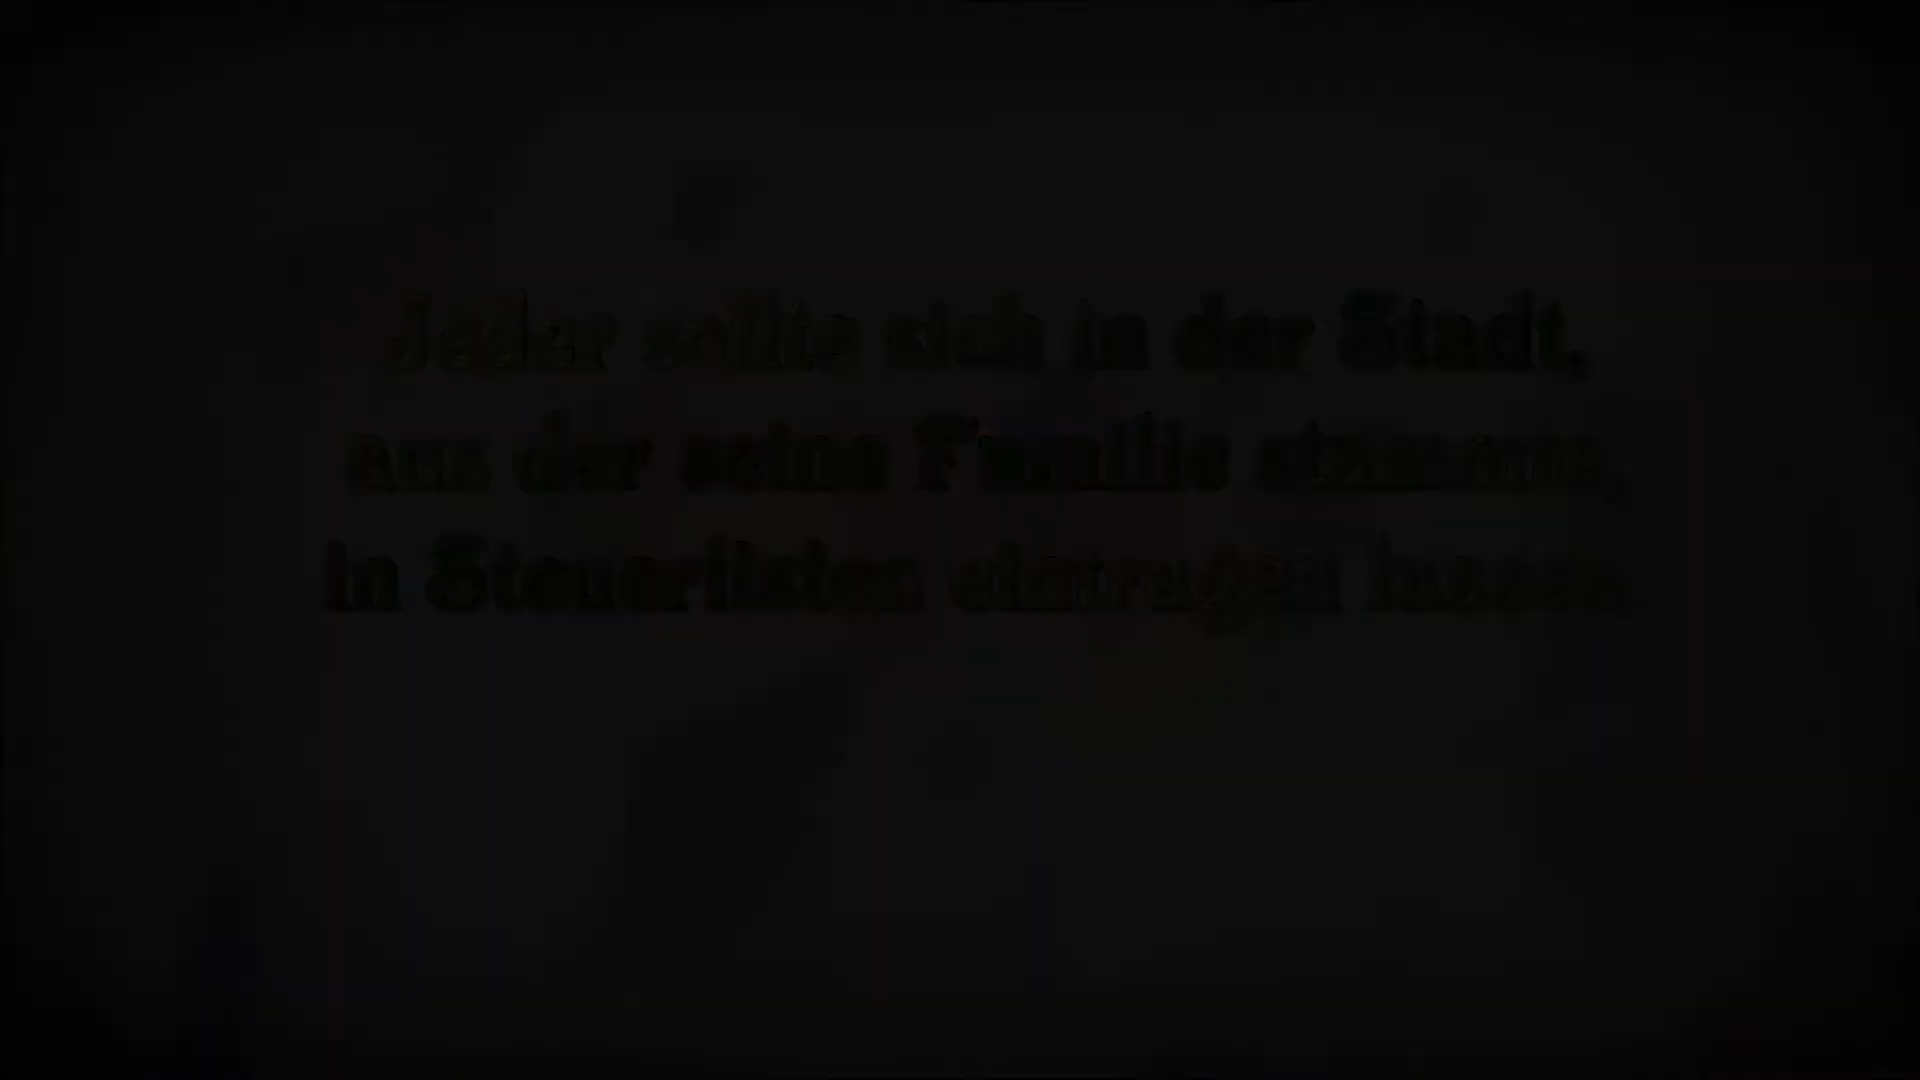 Jeder sollte sich in der Stadt,
aus der seine Familie stammte,
in Steuerlisten eintragen lassen.